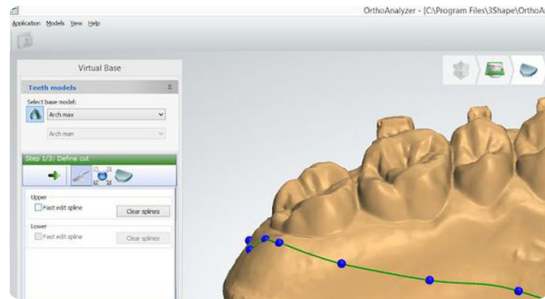 OrthoAnalyzer - [C:\Program Files\3Shape\OrthoA
Application Models View Help
Virtual Base
Teeth models
Select base model:
Arch max
Arch man
Step 1/3: Define cut
Upper
Fast edit spline
Clear splines
Lower
Fast edit spline
Clear splines